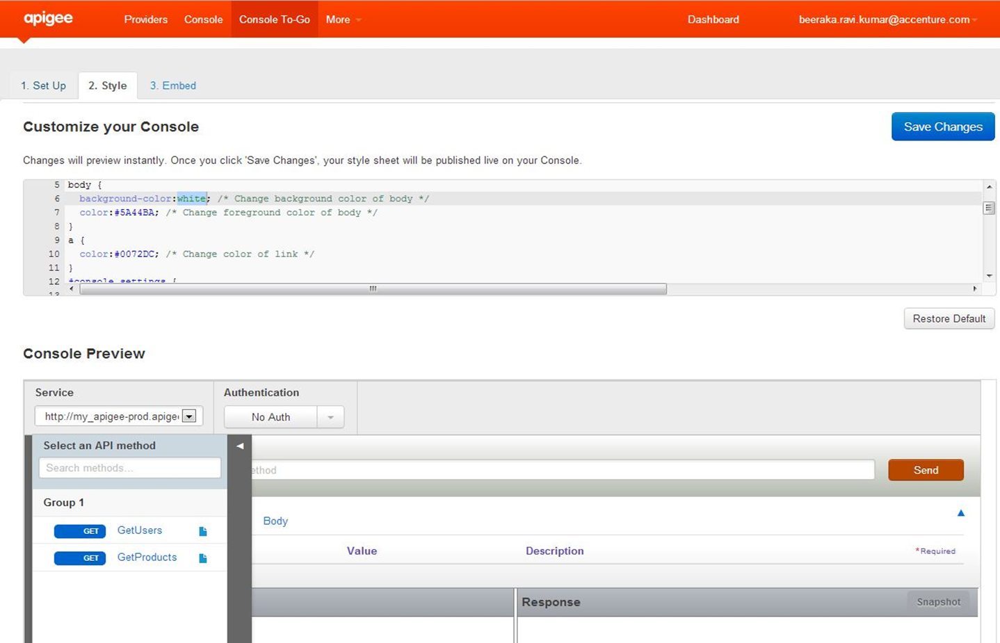 apigee Providers Console Console To-Go More Dashboard beeraka.ravi.kumar@accenture.com
1. Set Up 2. Style 3. Embed
Customize your Console Save Changes
Changes will preview instantly. Once you click 'Save Changes', your style sheet will be published live on your Console.
5 body {
6 background-color:white; /* Change background color of body */
7 color:#5A44BA; /* Change foreground color of body */
8 }
9 a {
10 color:#0072DC; /* Change color of link */
11 }
12 #console_settings {
13
Restore Default
Console Preview
Service Authentication
http://my_apigee-prod.apige No Auth
Select an API method
Search methods... ethod Send
Group 1
Body
GET GetUsers
Value Description *Required
GET GetProducts
Response Snapshot